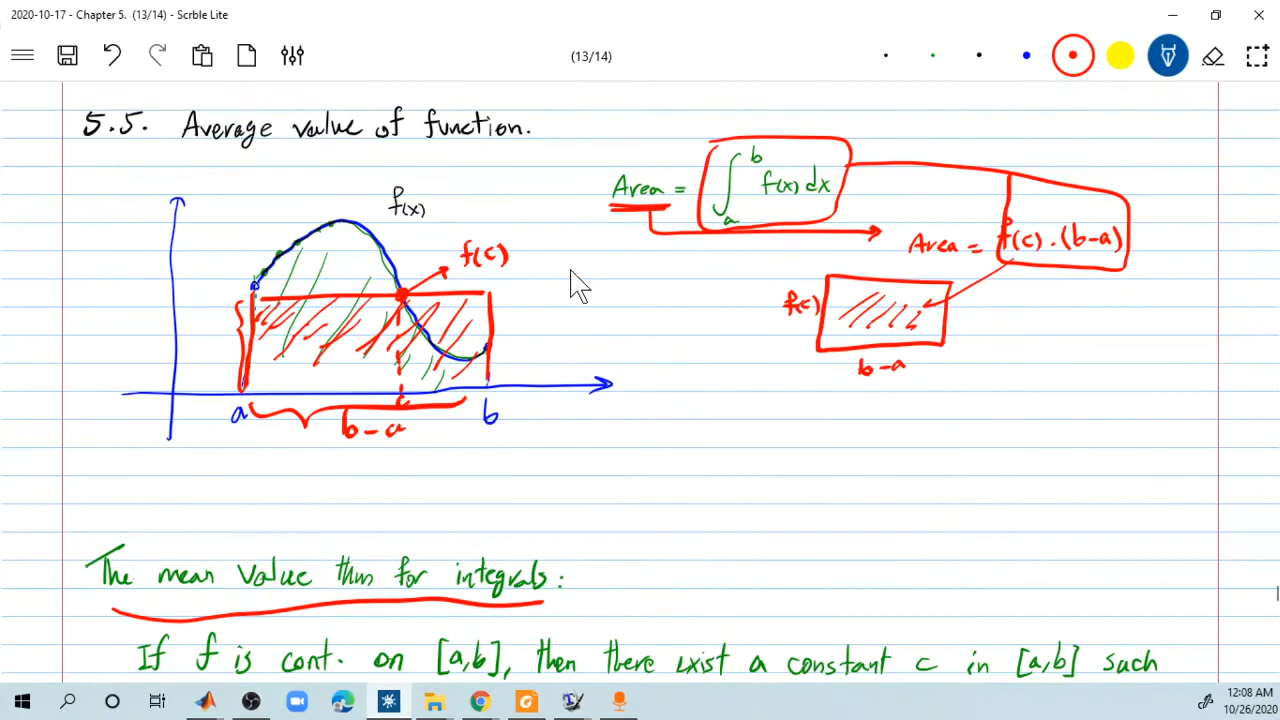 2020-10-17 - Chapter 5. (13/14) - Scrble Lite
(13/14)
5.5. Average value of function.
f(x)
f(c)
a
c
b
b-a
Area = ∫_a^b f(x) dx
Area = f(c) · (b-a)
f(c)
b-a
The mean value thm for integrals:
If f is cont. on [a,b], then there exist a constant c in [a,b] such
12:08 AM
10/26/2020